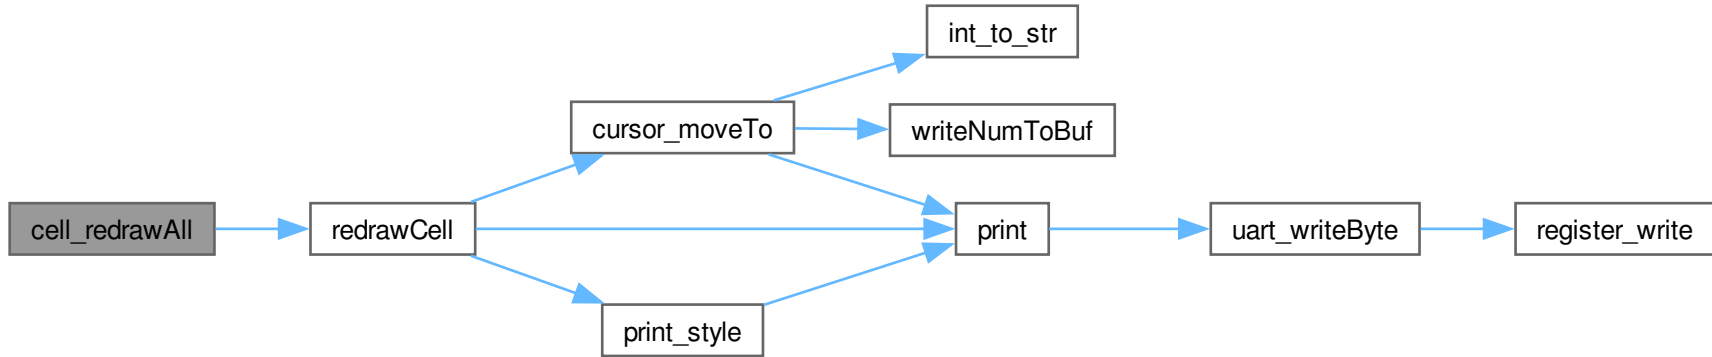 int_to_str
cursor_moveTo
writeNumToBuf
cell_redrawAll
redrawCell
print
uart_writeByte
register_write
print_style